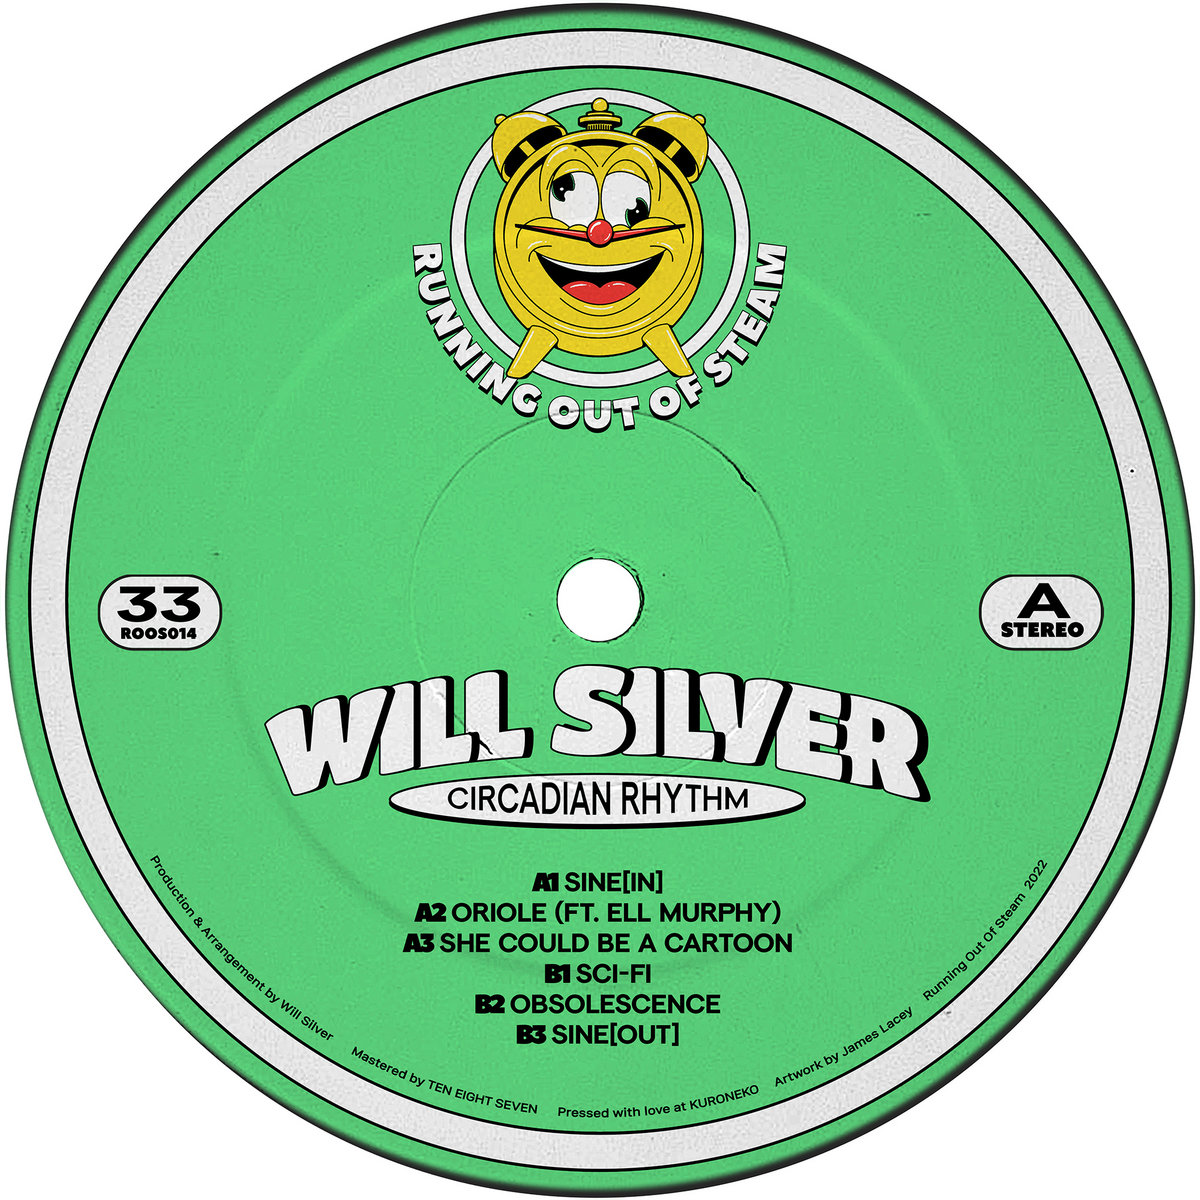 RUNNING OUT OF STEAM
33
ROOS014
A
STEREO
WILL SILVER
CIRCADIAN RHYTHM
A1 SINE[IN]
A2 ORIOLE (FT. ELL MURPHY)
A3 SHE COULD BE A CARTOON
B1 SCI-FI
B2 OBSOLESCENCE
B3 SINE[OUT]
Production & Arrangement by Will Silver
Mastered by TEN EIGHT SEVEN
Pressed with love at KURONEKO
Artwork by James Lacey
Running Out Of Steam 2022